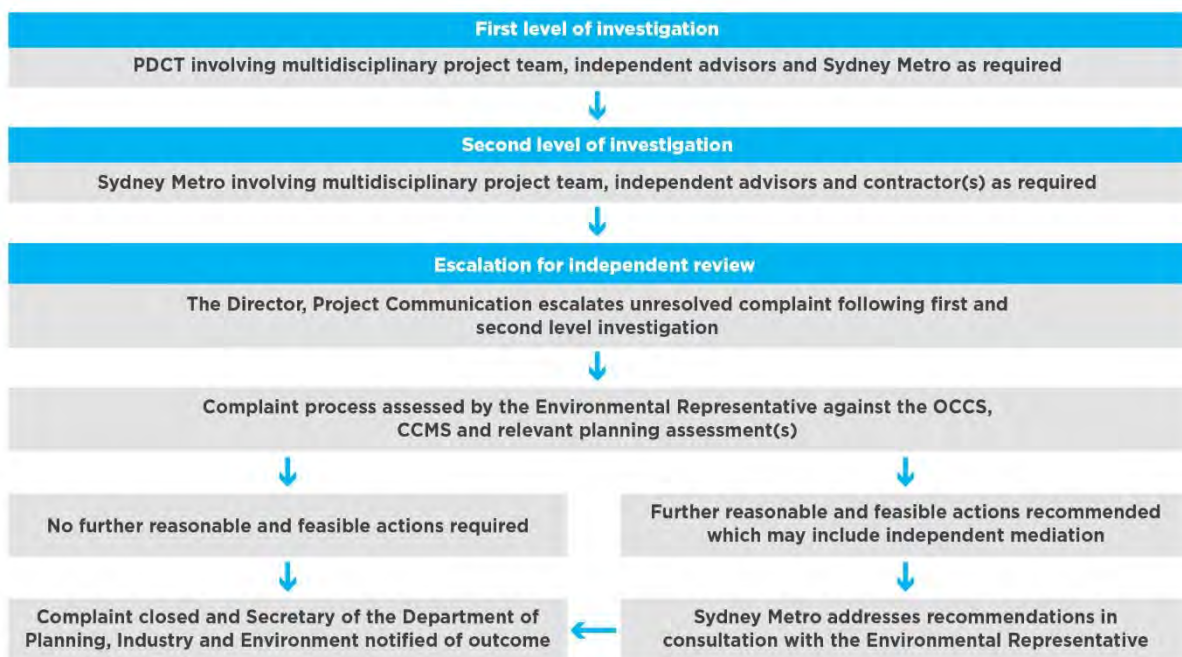 First level of investigation
PDCT involving multidisciplinary project team, independent advisors and Sydney Metro as required
Second level of investigation
Sydney Metro involving multidisciplinary project team, independent advisors and contractor(s) as required
Escalation for independent review
The Director, Project Communication escalates unresolved complaint following first and
second level investigation
Complaint process assessed by the Environmental Representative against the OCCS,
CCMS and relevant planning assessment(s)
No further reasonable and feasible actions required
Further reasonable and feasible actions recommended
which may include independent mediation
Complaint closed and Secretary of the Department of
Planning, Industry and Environment notified of outcome
Sydney Metro addresses recommendations in
consultation with the Environmental Representative